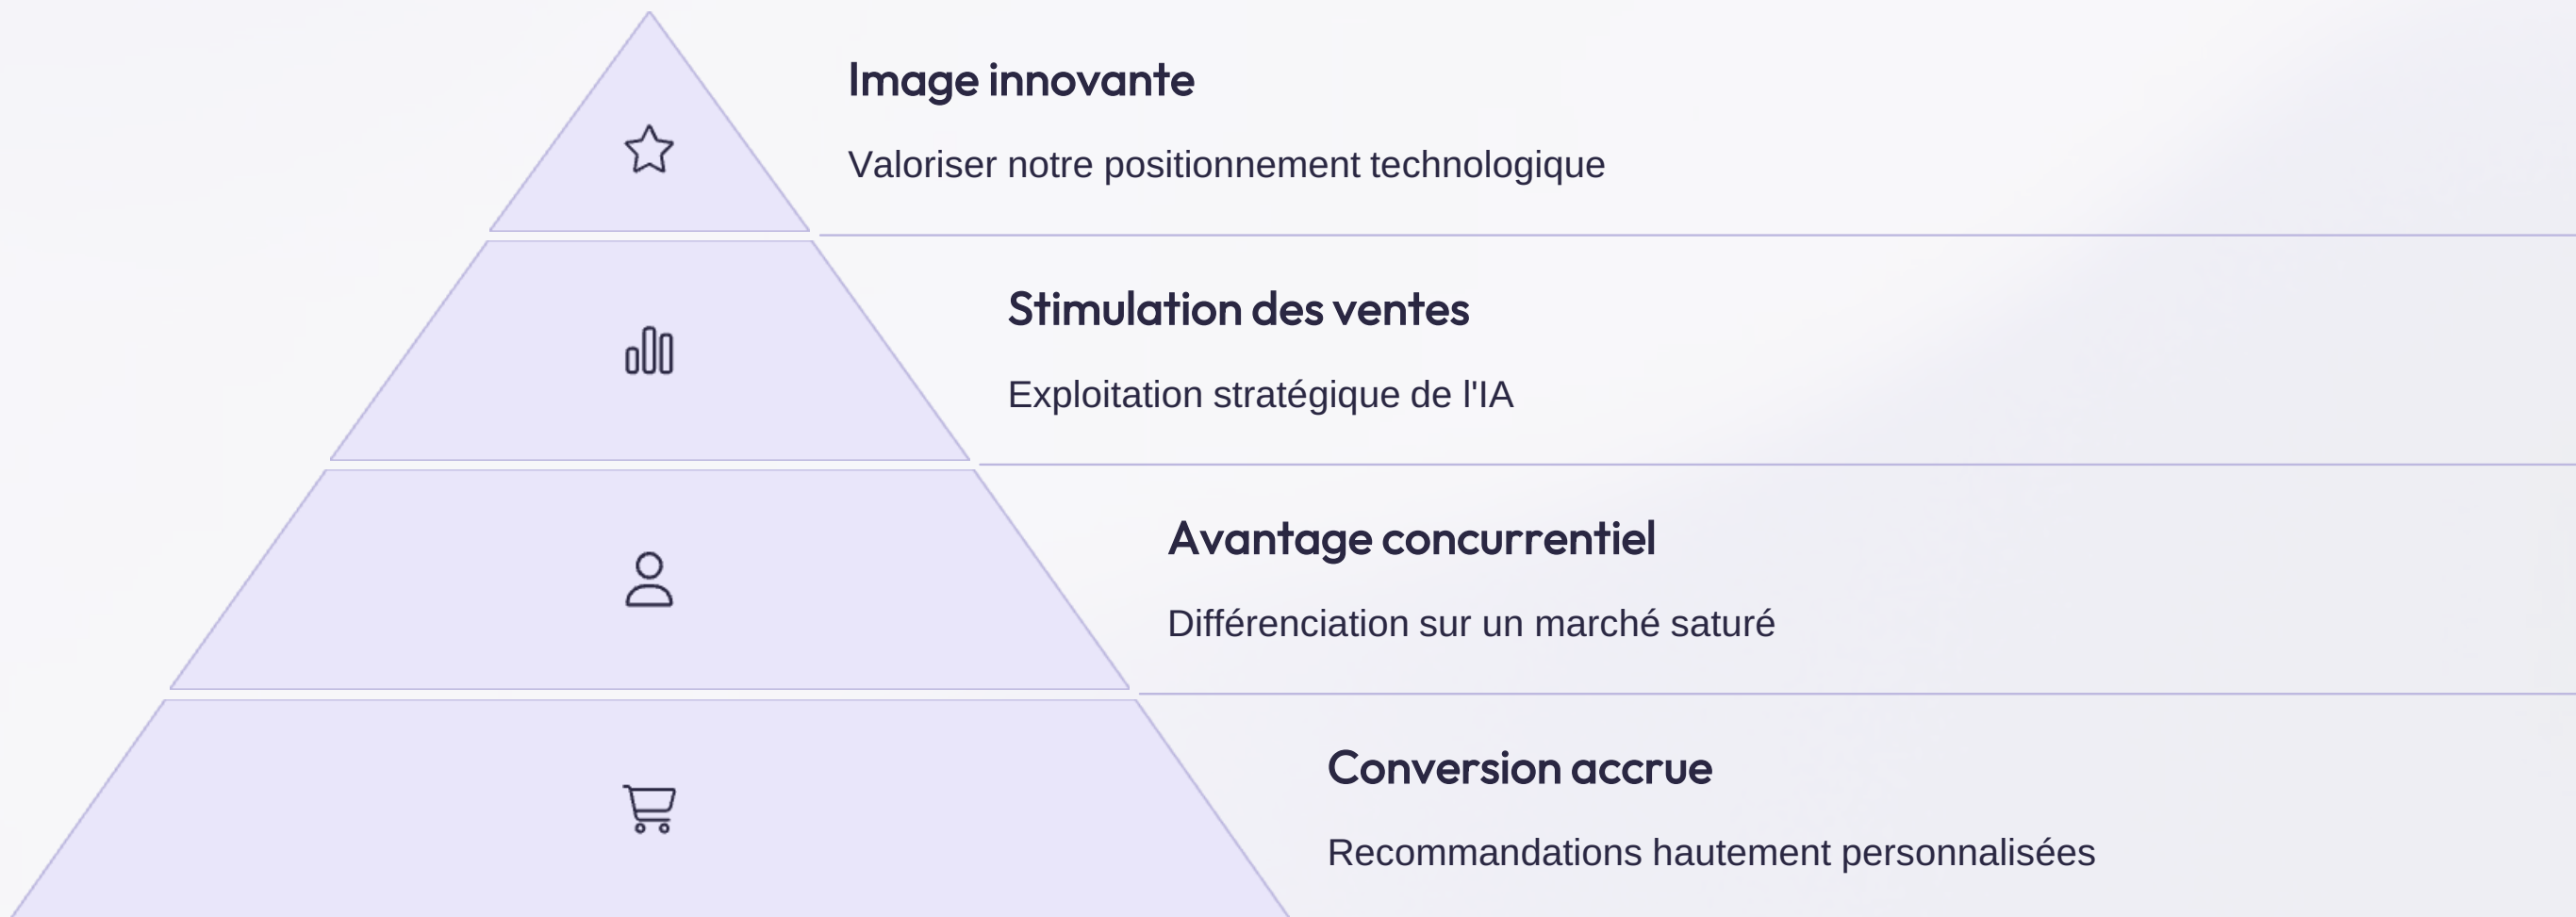 Image innovante
Valoriser notre positionnement technologique
Stimulation des ventes
Exploitation stratégique de l'IA
Avantage concurrentiel
Différenciation sur un marché saturé
Conversion accrue
Recommandations hautement personnalisées